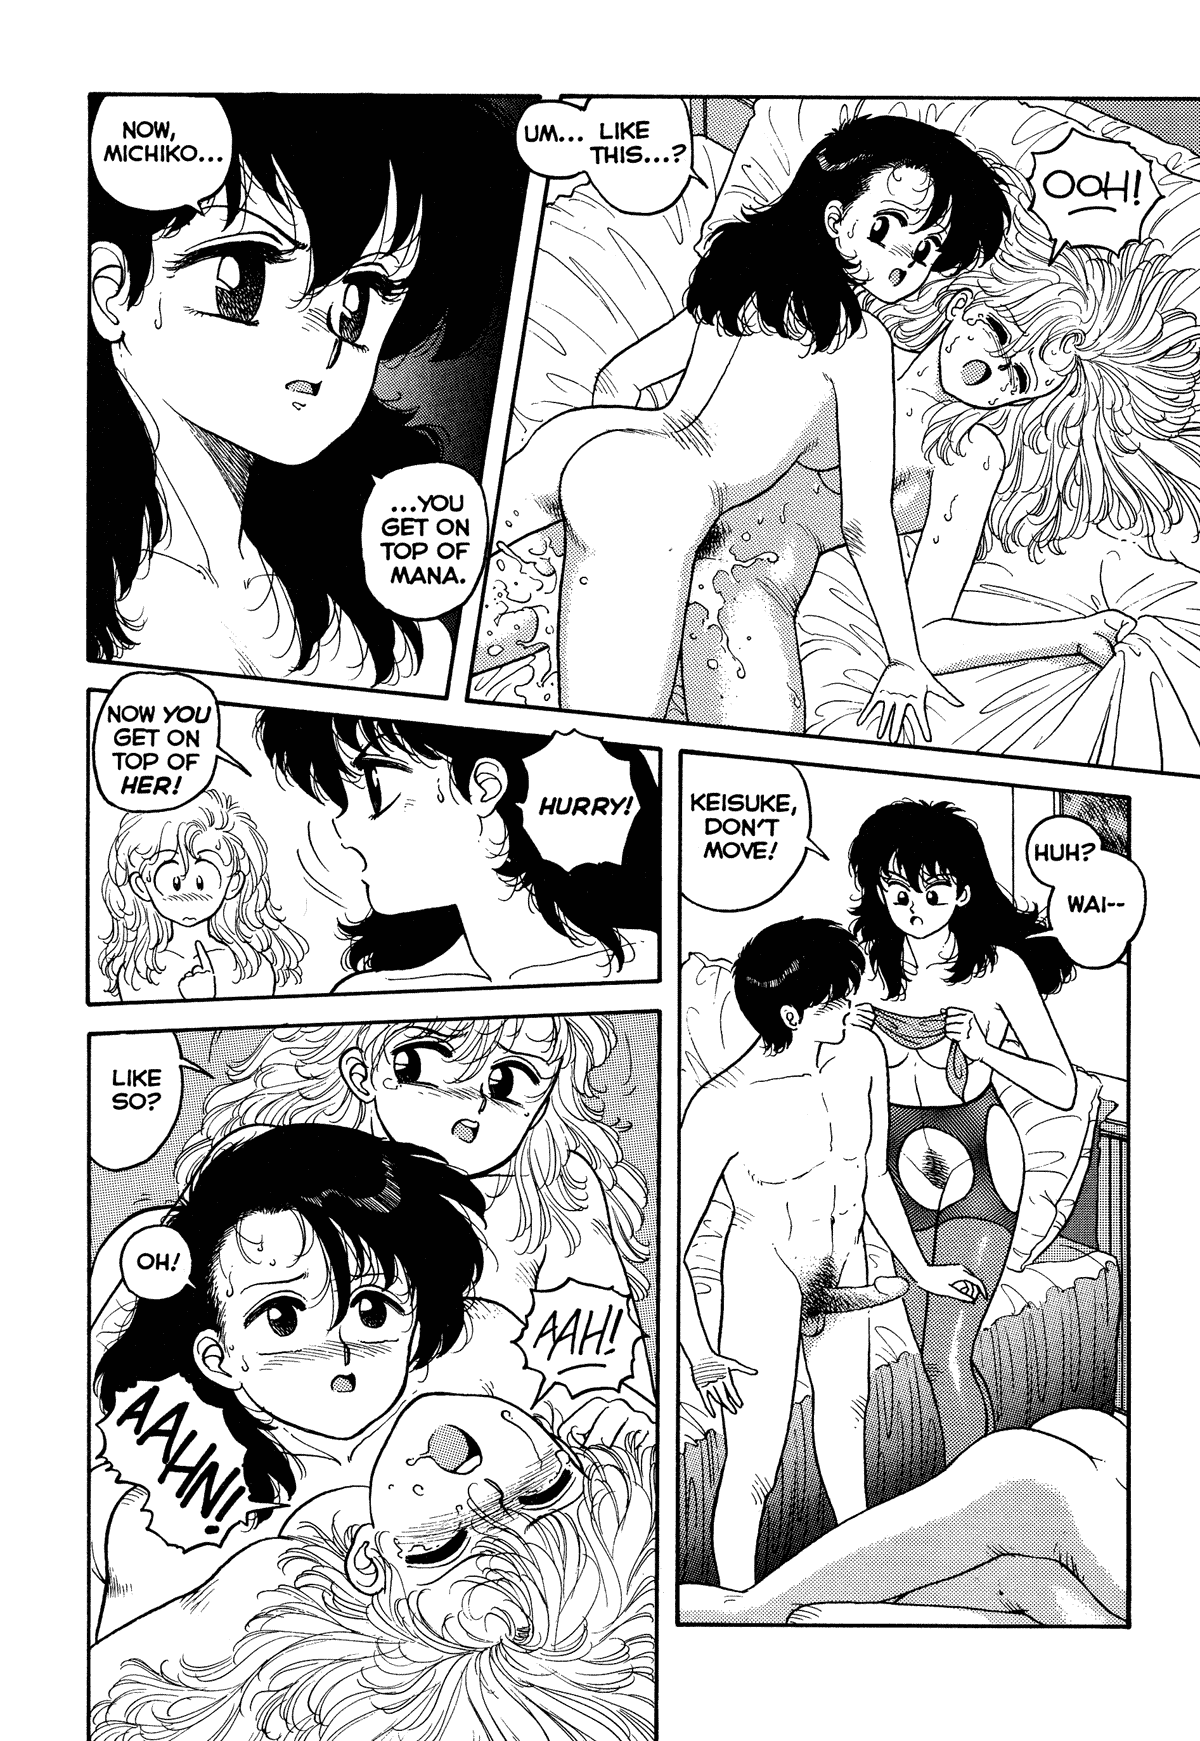 NOW,
MICHIKO...
...YOU
GET ON
TOP OF
MANA.
UM...
LIKE
THIS...?
OOH!
NOW YOU
GET ON
TOP OF
HER!
HURRY!
KEISUKE,
DON'T
MOVE!
HUH?
WAI--
LIKE
SO?
OH!
AAH!
AAHN!